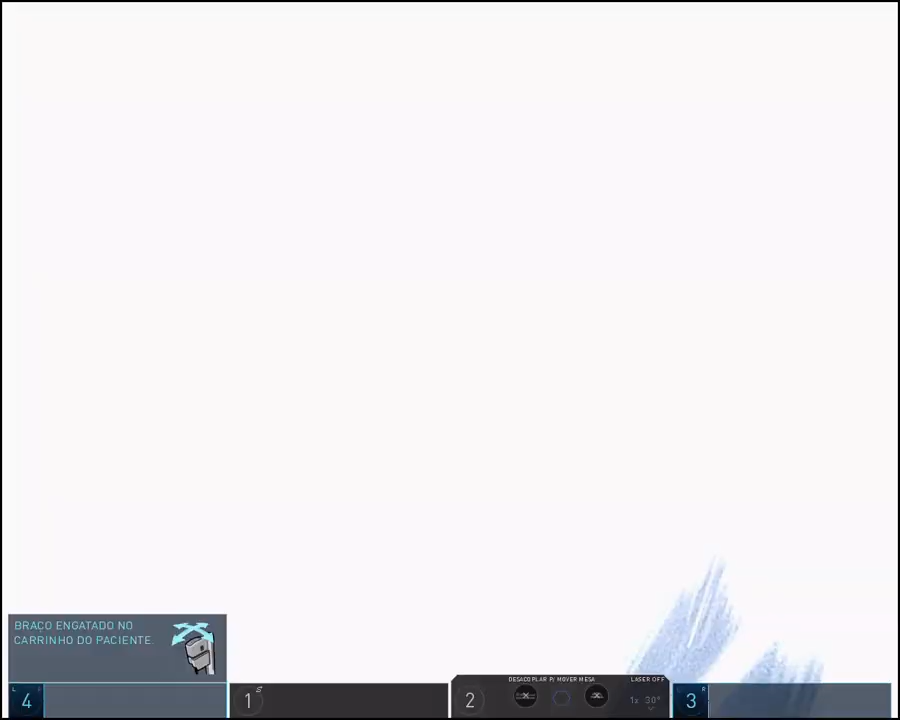 BRAÇO ENGATADO NO
CARRINHO DO PACIENTE.
DESACOPLAR P/ MOVER MESA
LASER OFF
4
1
2
1x 30°
3